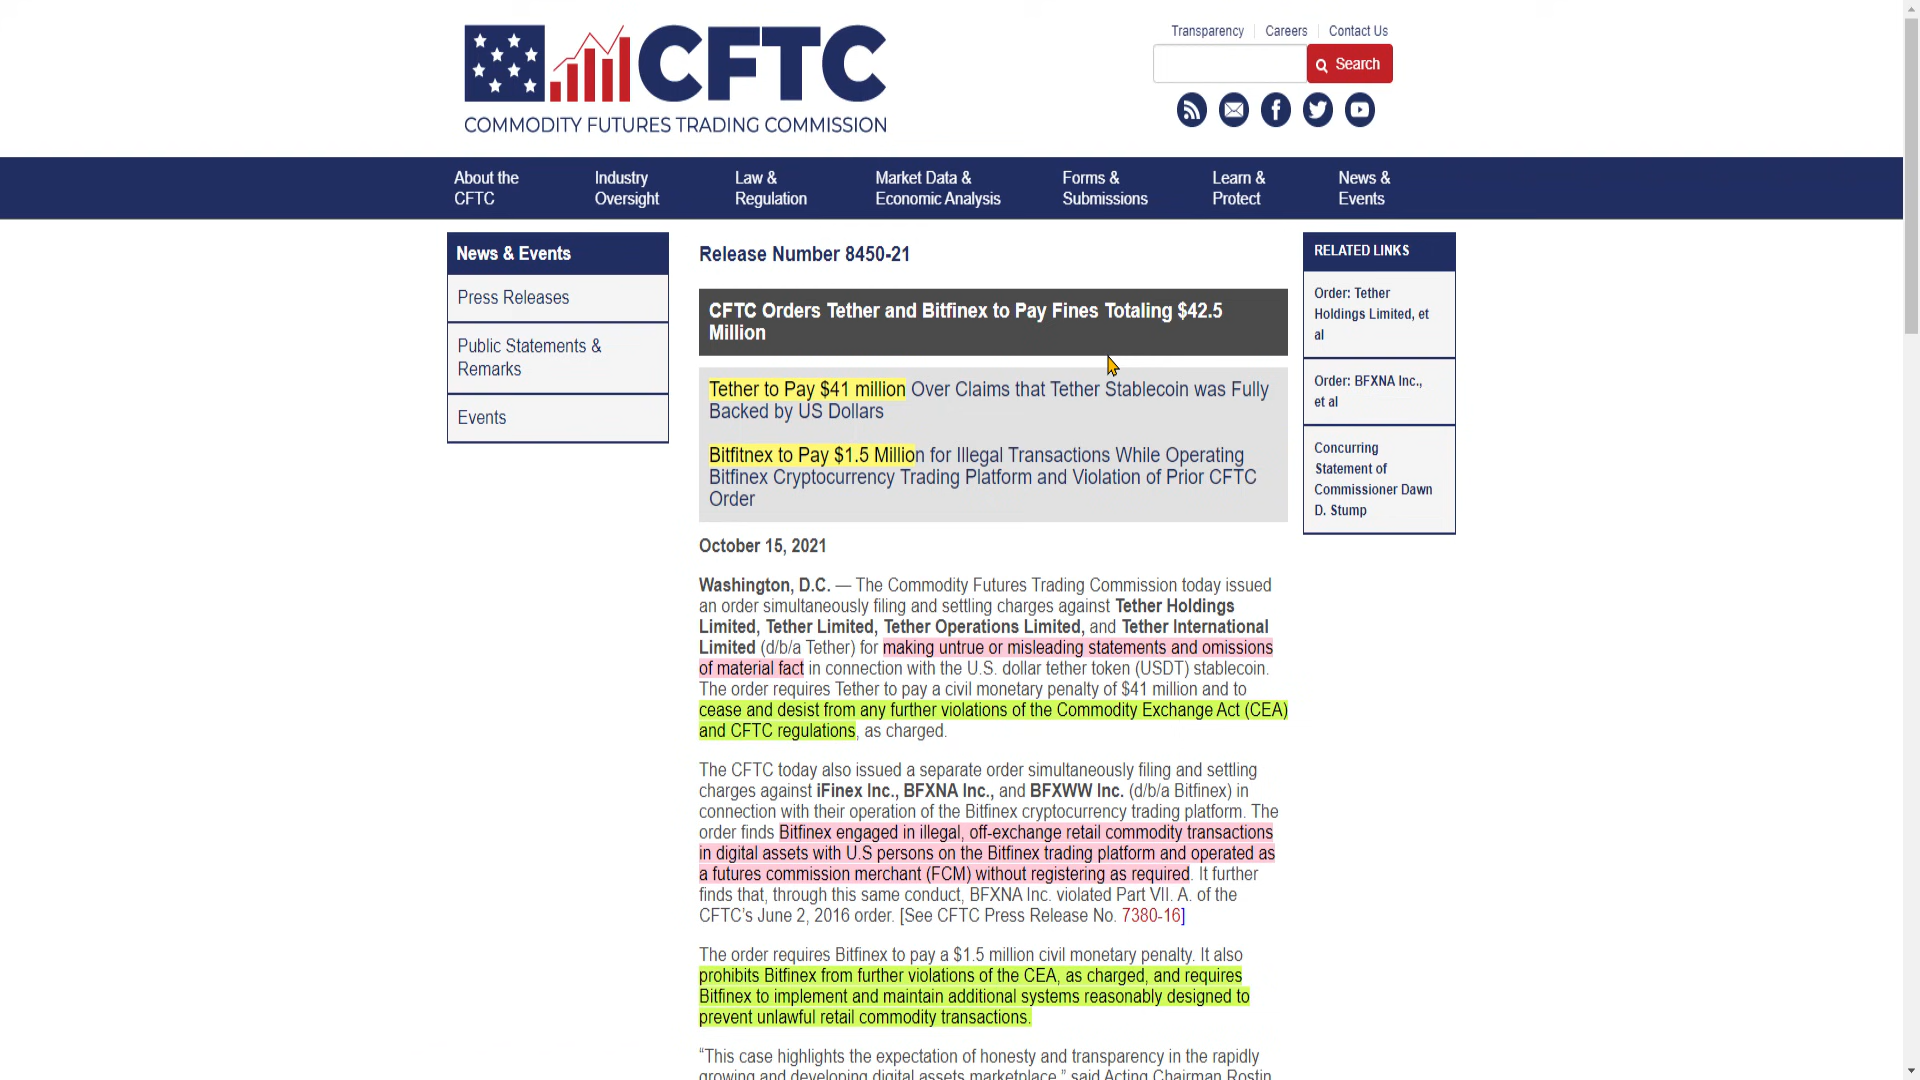 CFTC
COMMODITY FUTURES TRADING COMMISSION
Transparency
Careers
Contact Us
Search
About the
CFTC
Industry
Oversight
Law &
Regulation
Market Data &
Economic Analysis
Forms &
Submissions
Learn &
Protect
News &
Events
News & Events
Press Releases
Public Statements &
Remarks
Events
Release Number 8450-21
CFTC Orders Tether and Bitfinex to Pay Fines Totaling $42.5
Million
Tether to Pay $41 million Over Claims that Tether Stablecoin was Fully
Backed by US Dollars
Bitfitnex to Pay $1.5 Million for Illegal Transactions While Operating
Bitfinex Cryptocurrency Trading Platform and Violation of Prior CFTC
Order
October 15, 2021
Washington, D.C. — The Commodity Futures Trading Commission today issued
an order simultaneously filing and settling charges against Tether Holdings
Limited, Tether Limited, Tether Operations Limited, and Tether International
Limited (d/b/a Tether) for making untrue or misleading statements and omissions
of material fact in connection with the U.S. dollar tether token (USDT) stablecoin.
The order requires Tether to pay a civil monetary penalty of $41 million and to
cease and desist from any further violations of the Commodity Exchange Act (CEA)
and CFTC regulations, as charged.
The CFTC today also issued a separate order simultaneously filing and settling
charges against iFinex Inc., BFXNA Inc., and BFXWW Inc. (d/b/a Bitfinex) in
connection with their operation of the Bitfinex cryptocurrency trading platform. The
order finds Bitfinex engaged in illegal, off-exchange retail commodity transactions
in digital assets with U.S persons on the Bitfinex trading platform and operated as
a futures commission merchant (FCM) without registering as required. It further
finds that, through this same conduct, BFXNA Inc. violated Part VII. A. of the
CFTC's June 2, 2016 order. [See CFTC Press Release No. 7380-16]
The order requires Bitfinex to pay a $1.5 million civil monetary penalty. It also
prohibits Bitfinex from further violations of the CEA, as charged, and requires
Bitfinex to implement and maintain additional systems reasonably designed to
prevent unlawful retail commodity transactions.
"This case highlights the expectation of honesty and transparency in the rapidly
growing and developing digital assets marketplace," said Acting Chairman Rostin
RELATED LINKS
Order: Tether
Holdings Limited, et
al
Order: BFXNA Inc.,
et al
Concurring
Statement of
Commissioner Dawn
D. Stump